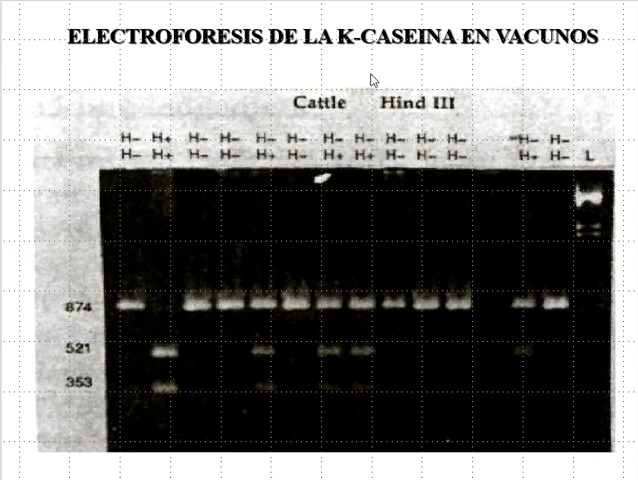 ELECTROFORESIS DE LA K-CASEINA EN VACUNOS
Cattle Hind III
H– H+ H– H– H– H– H– H– H– H– H– H– H–
H– H+ H– H– H+ H– H+ H+ H– H– H– H+ H– L
874
521
353